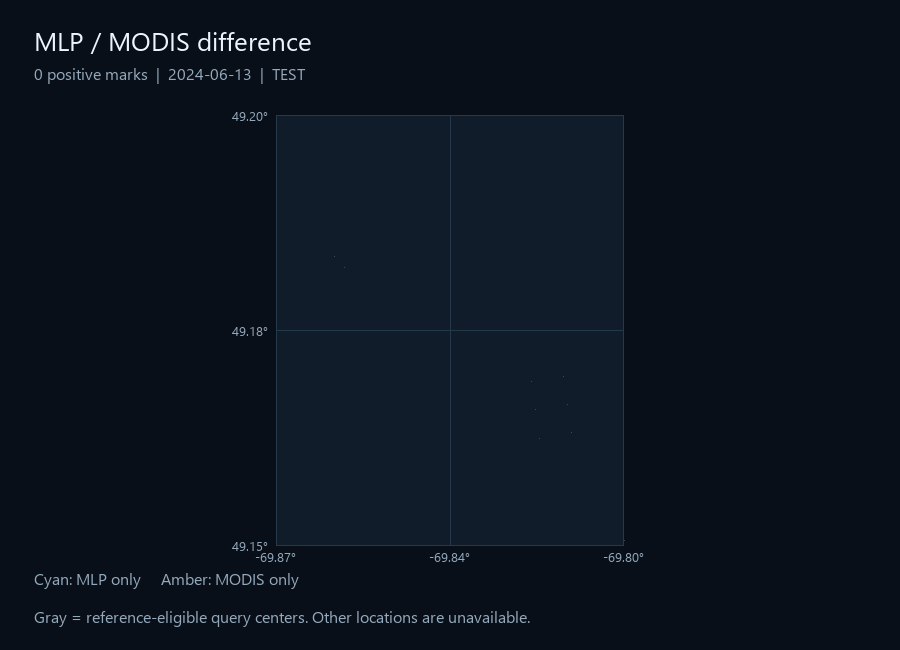 MLP / MODIS difference
0 positive marks | 2024-06-13 | TEST
49.20°
49.18°
49.15°
-69.87° -69.84° -69.80°
Cyan: MLP only Amber: MODIS only
Gray = reference-eligible query centers. Other locations are unavailable.